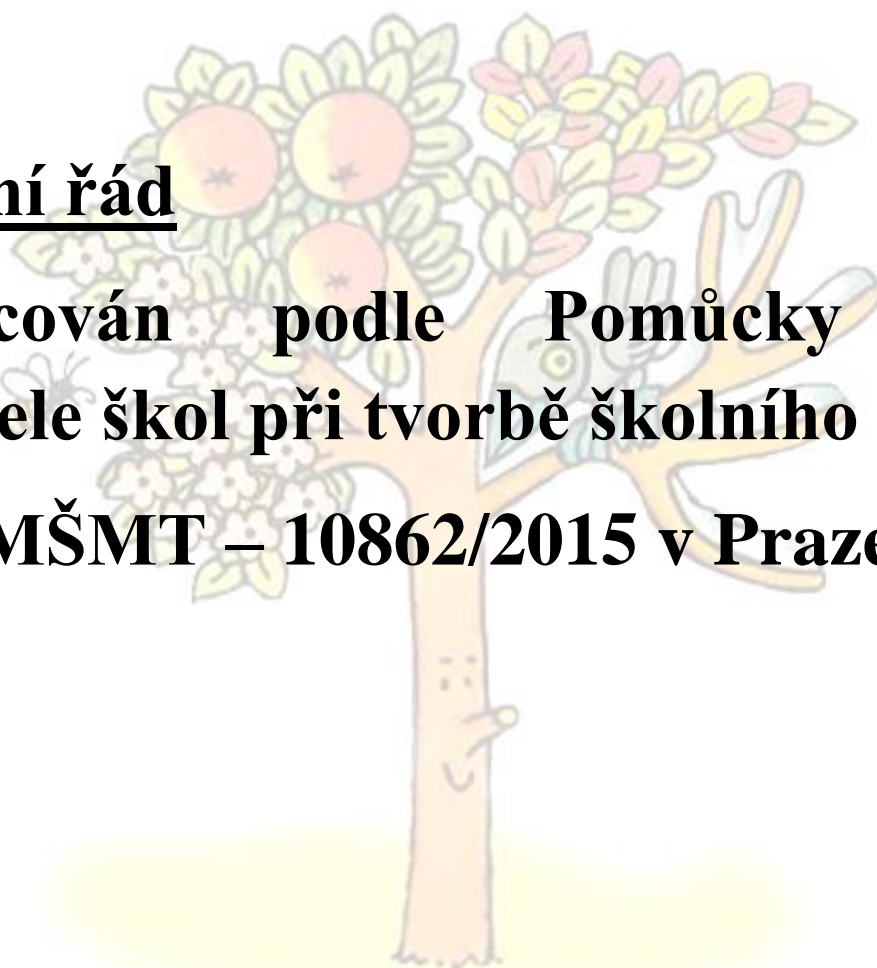 ní řád
cován podle Pomůcky
ele škol při tvorbě školního
MŠMT – 10862/2015 v Praze